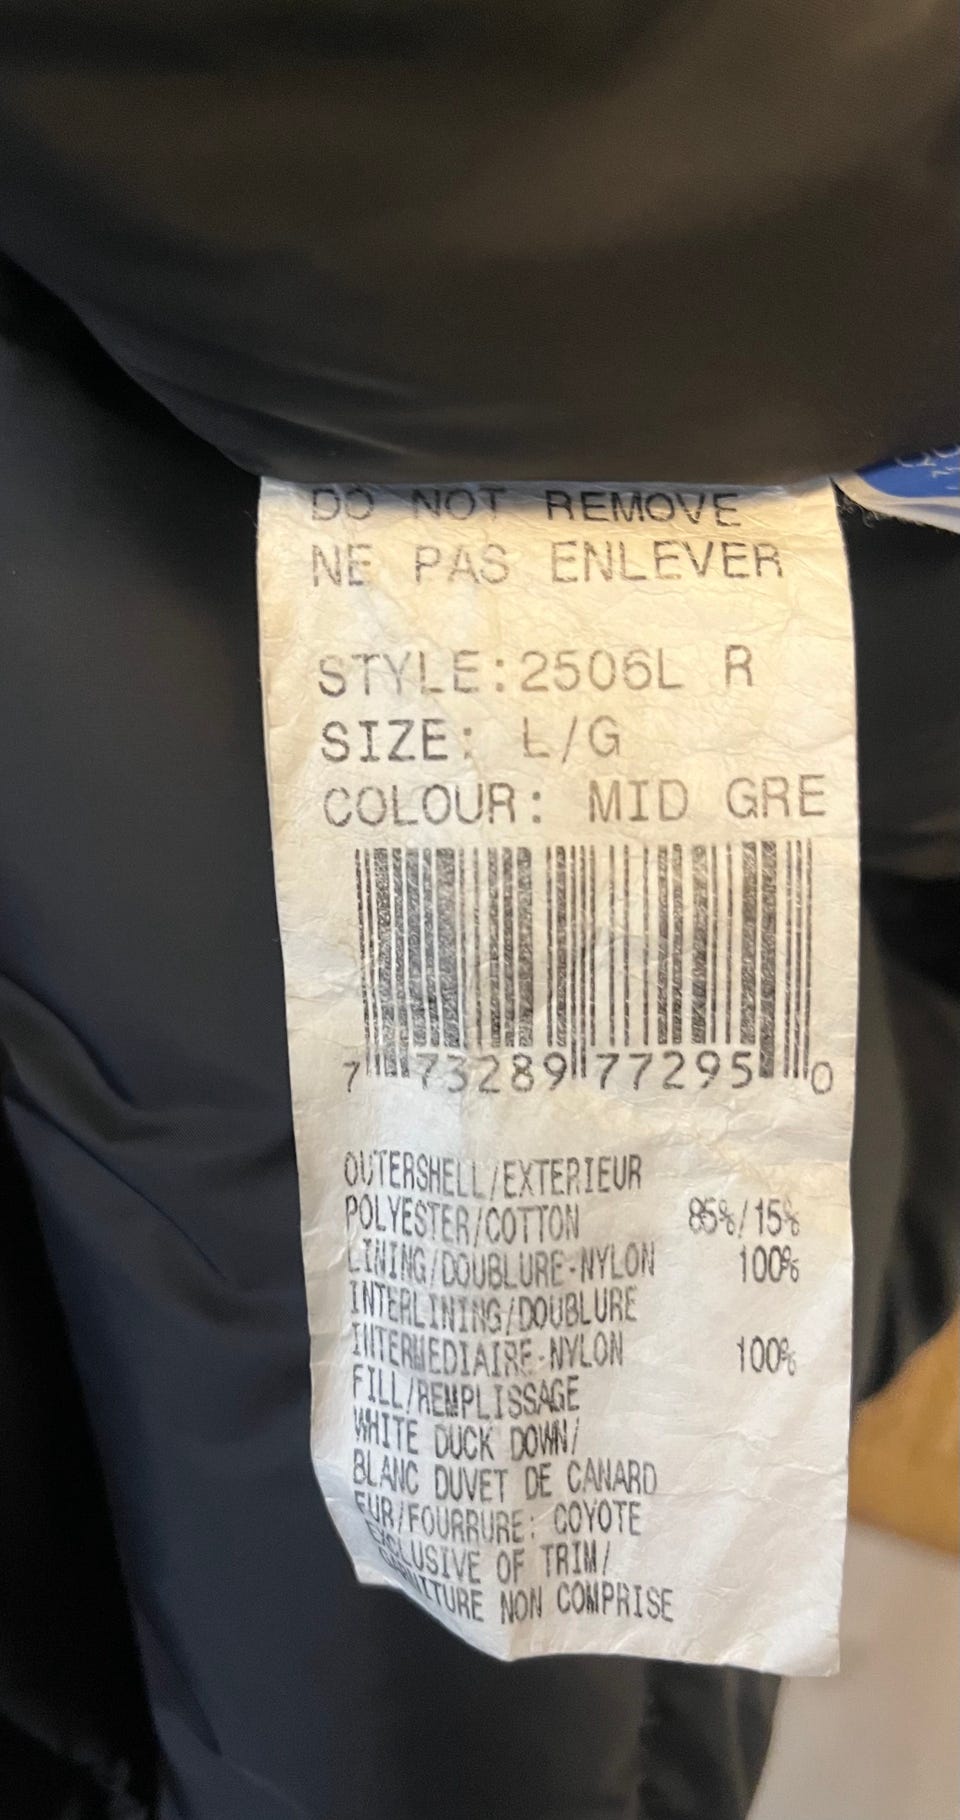 DO NOT REMOVE
NE PAS ENLEVER
STYLE:2506L R
SIZE: L/G
COLOUR: MID GRE
7 73289 77295 0
OUTERSHELL/EXTERIEUR
POLYESTER/COTTON 85%/15%
LINING/DOUBLURE-NYLON 100%
INTERLINING/DOUBLURE
INTERMEDIAIRE-NYLON 100%
FILL/REMPLISSAGE
WHITE DUCK DOWN/
BLANC DUVET DE CANARD
FUR/FOURRURE: COYOTE
EXCLUSIVE OF TRIM/
GARNITURE NON COMPRISE